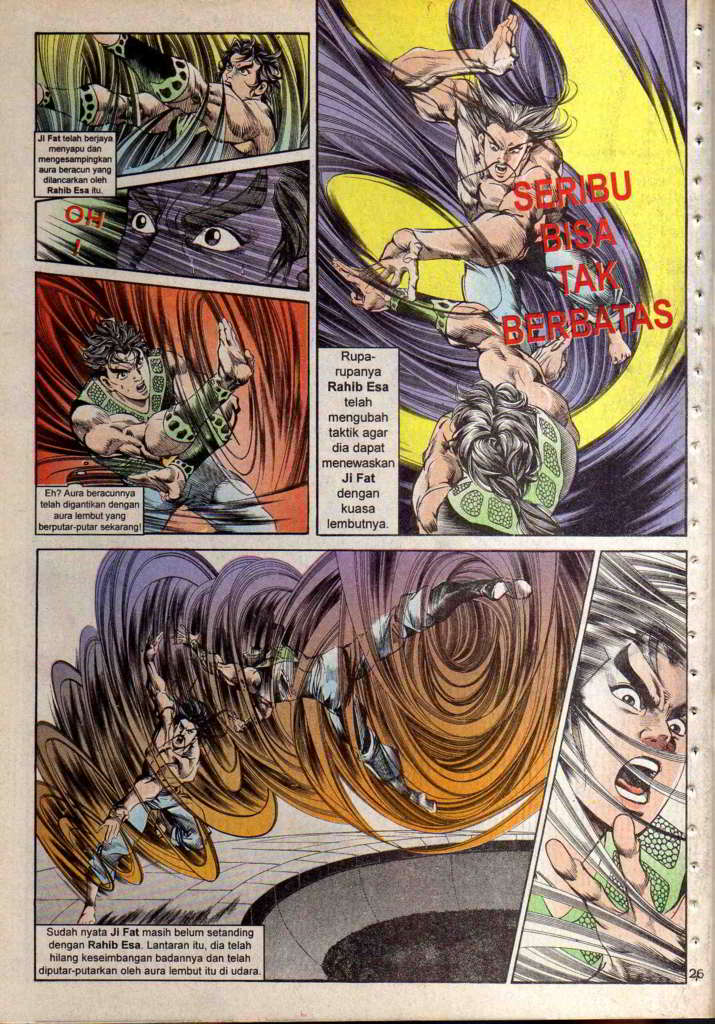 Ji Fat telah berjaya
menyapu dan
mengesampingkan
aura beracun yang
dilancarkan oleh
Rahib Esa itu.
OH
!
Eh? Aura beracunnya
telah digantikan dengan
aura lembut yang
berputar-putar sekarang!
SERIBU
BISA
TAK
BERBATAS
Rupa-
rupanya
Rahib Esa
telah
mengubah
taktik agar
dia dapat
menewaskan
Ji Fat
dengan
kuasa
lembutnya.
Sudah nyata Ji Fat masih belum setanding
dengan Rahib Esa. Lantaran itu, dia telah
hilang keseimbangan badannya dan telah
diputar-putarkan oleh aura lembut itu di udara.
26